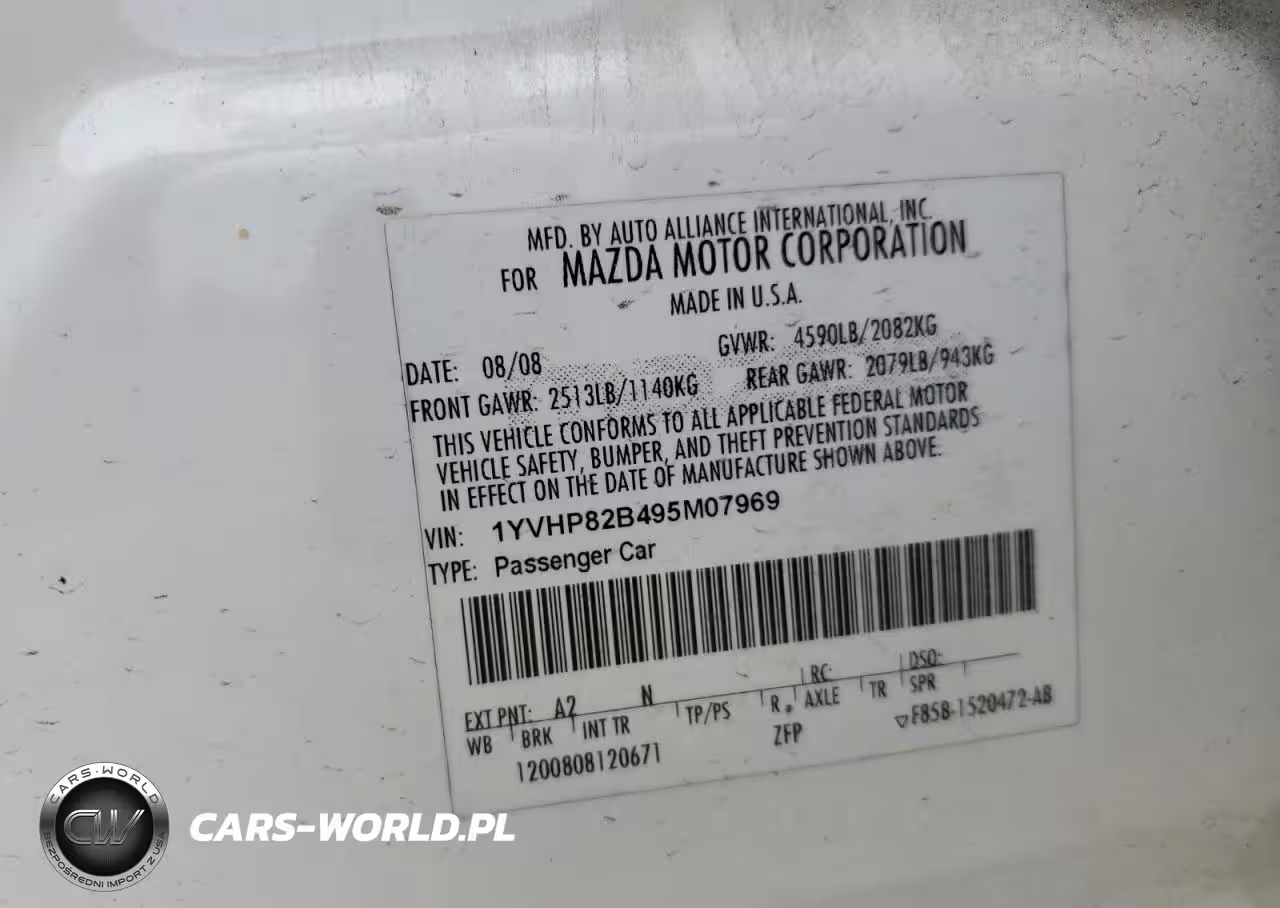 MFD. BY AUTO ALLIANCE INTERNATIONAL, INC.
FOR MAZDA MOTOR CORPORATION
MADE IN U.S.A.
DATE: 08/08 GVWR: 4590LB/2082KG
FRONT GAWR: 2513LB/1140KG REAR GAWR: 2079LB/943KG
THIS VEHICLE CONFORMS TO ALL APPLICABLE FEDERAL MOTOR
VEHICLE SAFETY, BUMPER, AND THEFT PREVENTION STANDARDS
IN EFFECT ON THE DATE OF MANUFACTURE SHOWN ABOVE.
VIN: 1YVHP82B495M07969
TYPE: Passenger Car
EXT PNT: A2 N RC: DSO:
WB BRK INT TR TP/PS R. AXLE TR SPR
1200808120671 ZFP ▽F858-1520472-AB
CARS-WORLD
CW
BEZPOŚREDNI IMPORT Z USA
CARS-WORLD.PL